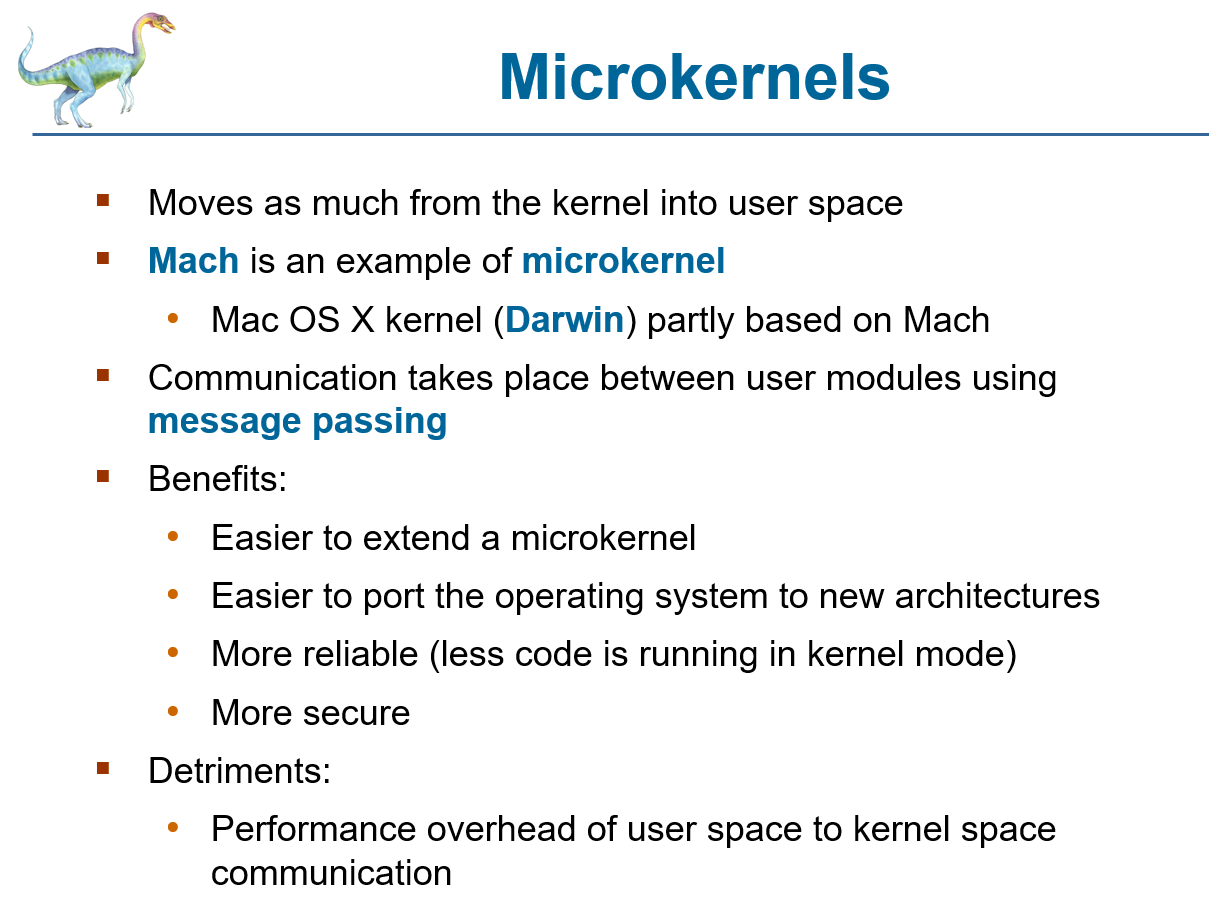 Microkernels
Moves as much from the kernel into user space
Mach is an example of microkernel
Mac OS X kernel (Darwin) partly based on Mach
Communication takes place between user modules using
message passing
Benefits:
Easier to extend a microkernel
Easier to port the operating system to new architectures
More reliable (less code is running in kernel mode)
More secure
Detriments:
Performance overhead of user space to kernel space
communication